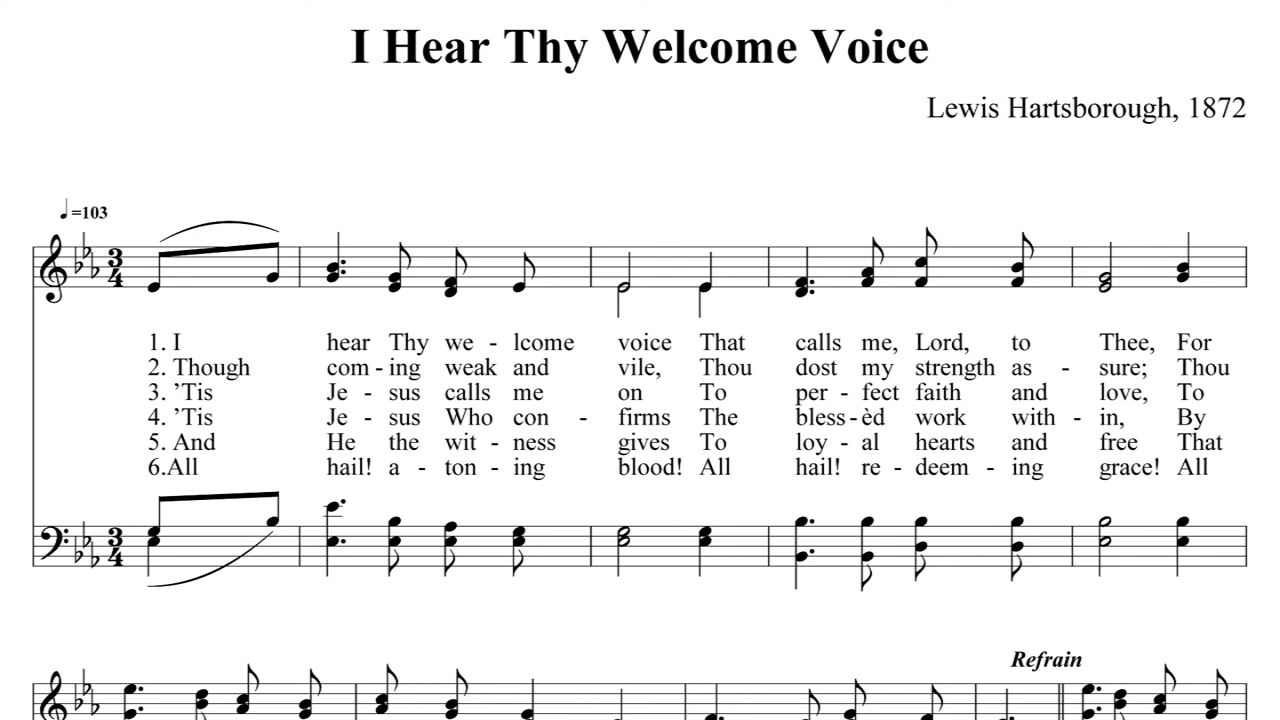 I Hear Thy Welcome Voice
Lewis Hartsborough, 1872
=103
3
4
1. I hear Thy we - lcome voice That calls me, Lord, to Thee, For
2. Though com - ing weak and vile, Thou dost my strength as - sure; Thou
3. ’Tis Je - sus calls me on To per - fect faith and love, To
4. ’Tis Je - sus Who con - firms The bless - èd work with - in, By
5. And He the wit - ness gives To loy - al hearts and free That
6.All hail! a - ton - ing blood! All hail! re - deem - ing grace! All
3
4
Refrain